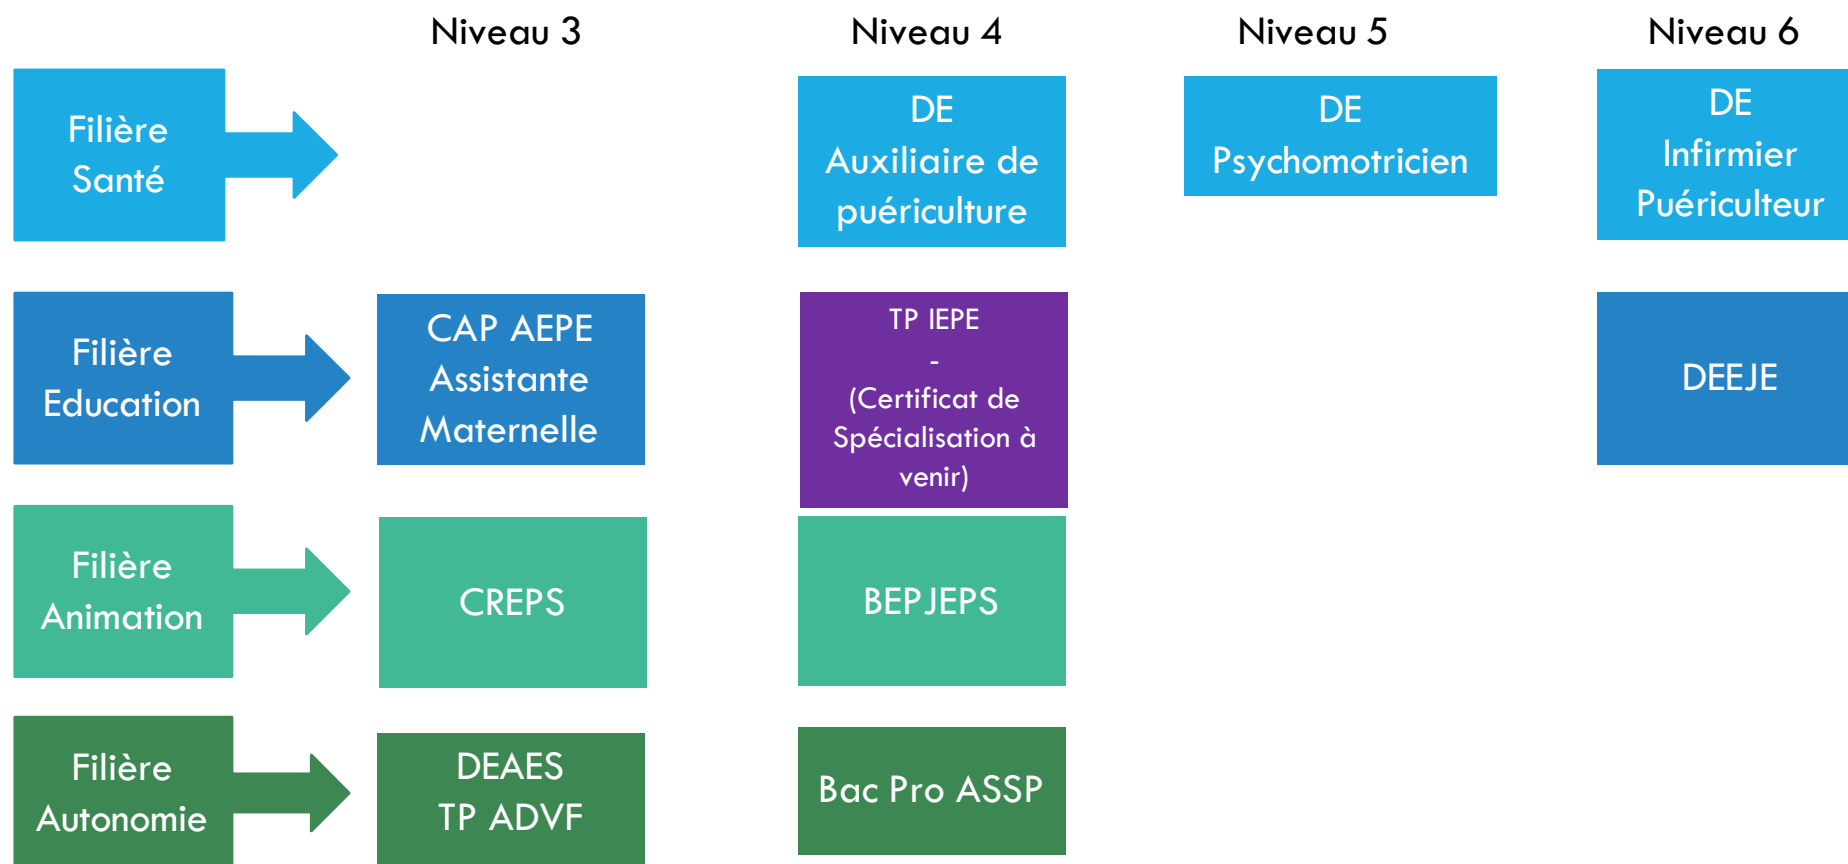 Niveau 3
Niveau 4
Niveau 5
Niveau 6
Filière
Santé
DE
Auxiliaire de
puériculture
DE
Psychomotricien
DE
Infirmier
Puériculteur
Filière
Education
CAP AEPE
Assistante
Maternelle
TP IEPE
-
(Certificat de
Spécialisation à
venir)
DEEJE
Filière
Animation
CREPS
BEPJEPS
Filière
Autonomie
DEAES
TP ADVF
Bac Pro ASSP